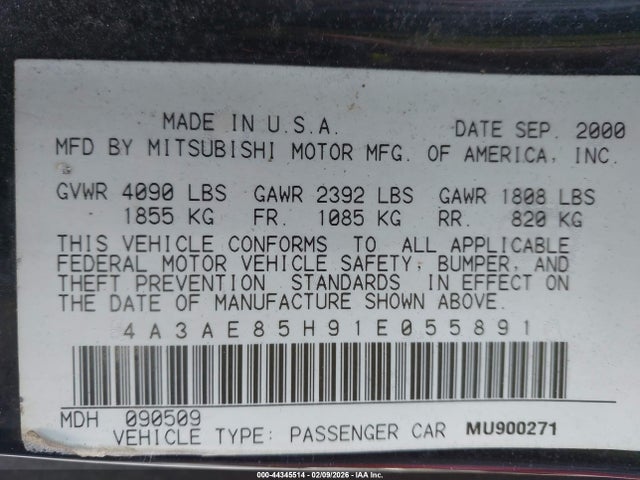 MADE IN U.S.A. DATE SEP. 2000
MFD BY MITSUBISHI MOTOR MFG. OF AMERICA, INC.
GVWR 4090 LBS GAWR 2392 LBS GAWR 1808 LBS
1855 KG FR. 1085 KG RR. 820 KG
THIS VEHICLE CONFORMS TO ALL APPLICABLE
FEDERAL MOTOR VEHICLE SAFETY, BUMPER, AND
THEFT PREVENTION STANDARDS IN EFFECT ON
THE DATE OF MANUFACTURE SHOWN ABOVE.
4A3AE85H91E055891
MDH 090509
VEHICLE TYPE: PASSENGER CAR MU900271
000-44345514 - 02/09/2026 - IAA Inc.